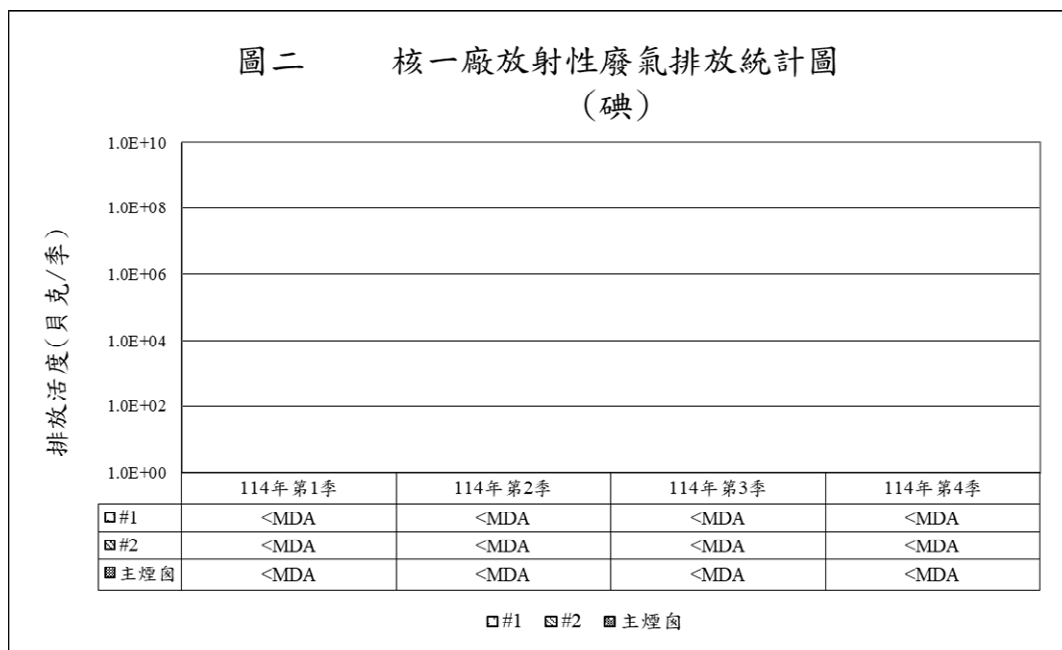 圖二 核一廠放射性廢氣排放統計圖
(碘)
排放活度(貝克/季)
1.0E+10
1.0E+08
1.0E+06
1.0E+04
1.0E+02
1.0E+00
114年第1季 114年第2季 114年第3季 114年第4季
#1 <MDA <MDA <MDA <MDA
#2 <MDA <MDA <MDA <MDA
主煙囪 <MDA <MDA <MDA <MDA
#1 #2 主煙囪